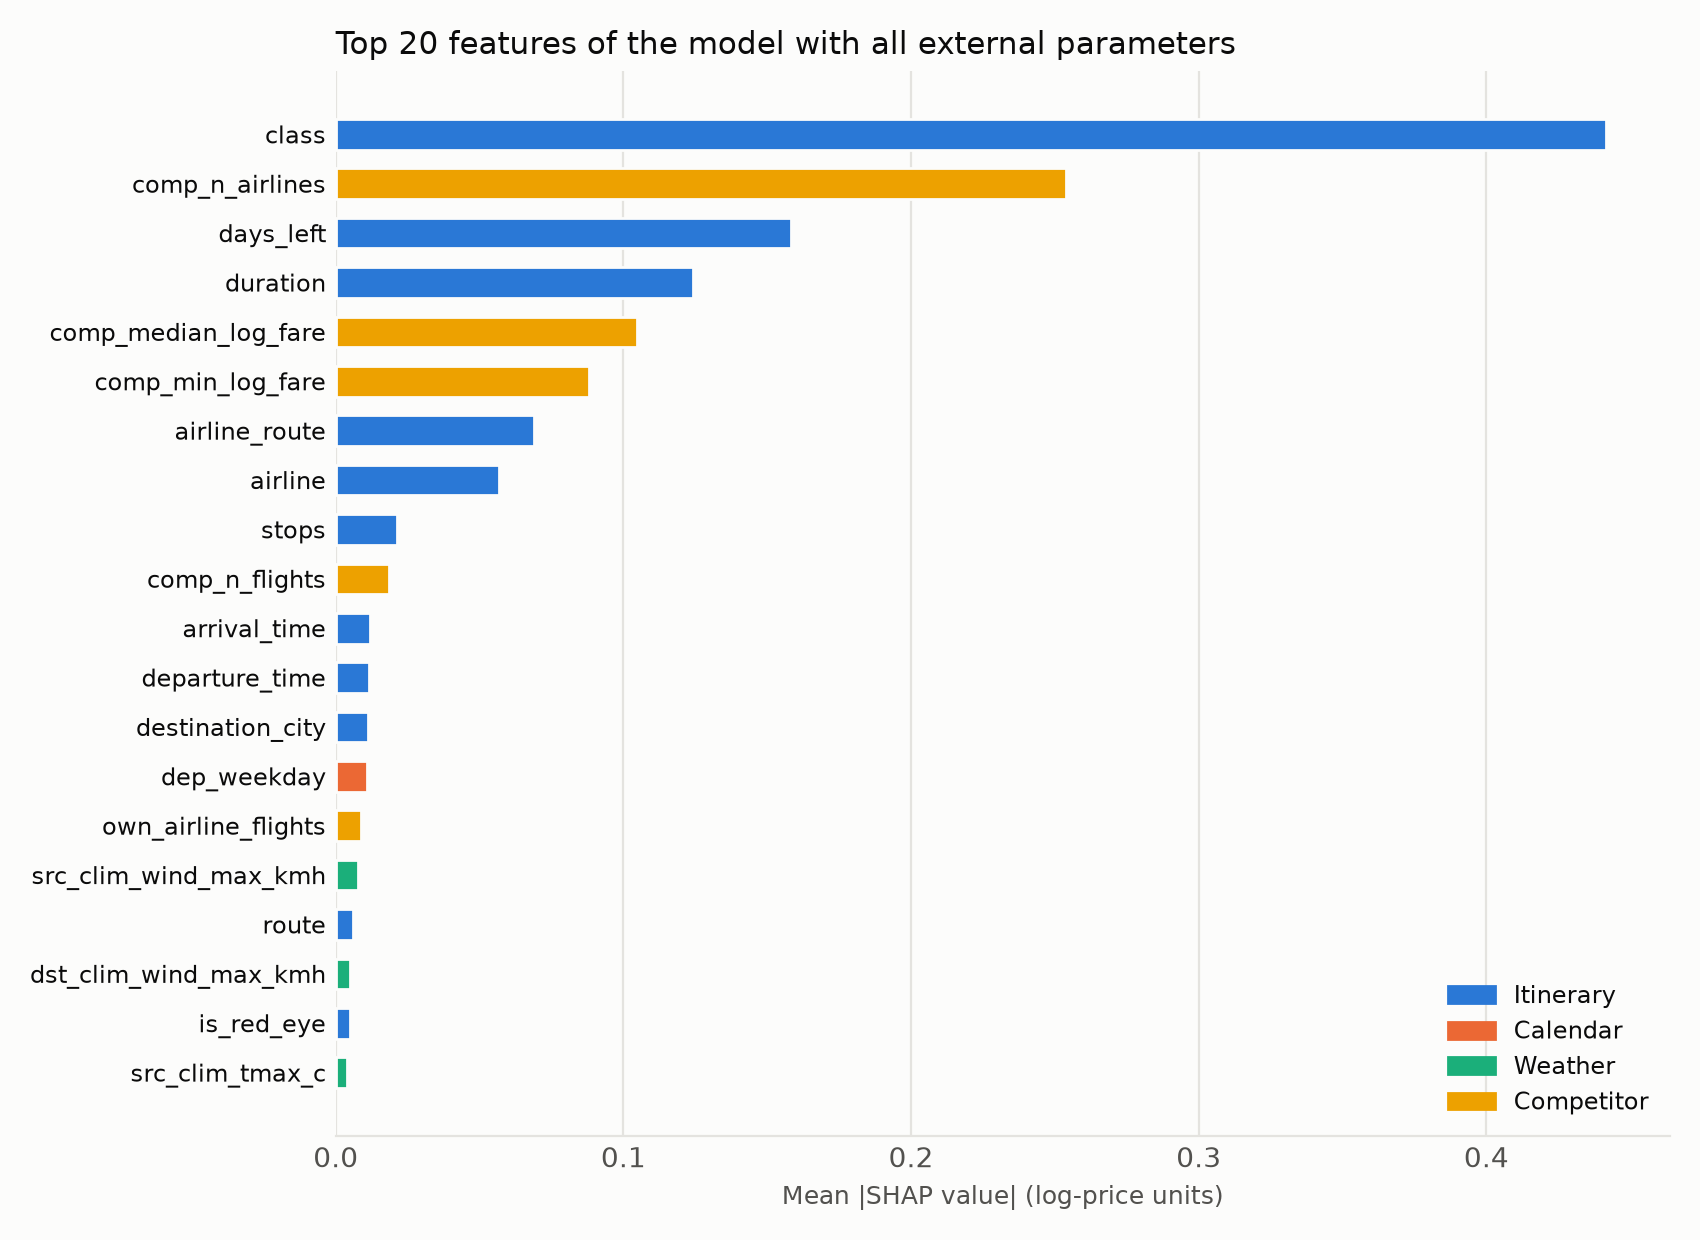 Top 20 features of the model with all external parameters
class
comp_n_airlines
days_left
duration
comp_median_log_fare
comp_min_log_fare
airline_route
airline
stops
comp_n_flights
arrival_time
departure_time
destination_city
dep_weekday
own_airline_flights
src_clim_wind_max_kmh
route
dst_clim_wind_max_kmh
is_red_eye
src_clim_tmax_c
Itinerary
Calendar
Weather
Competitor
0.0 0.1 0.2 0.3 0.4
Mean |SHAP value| (log-price units)